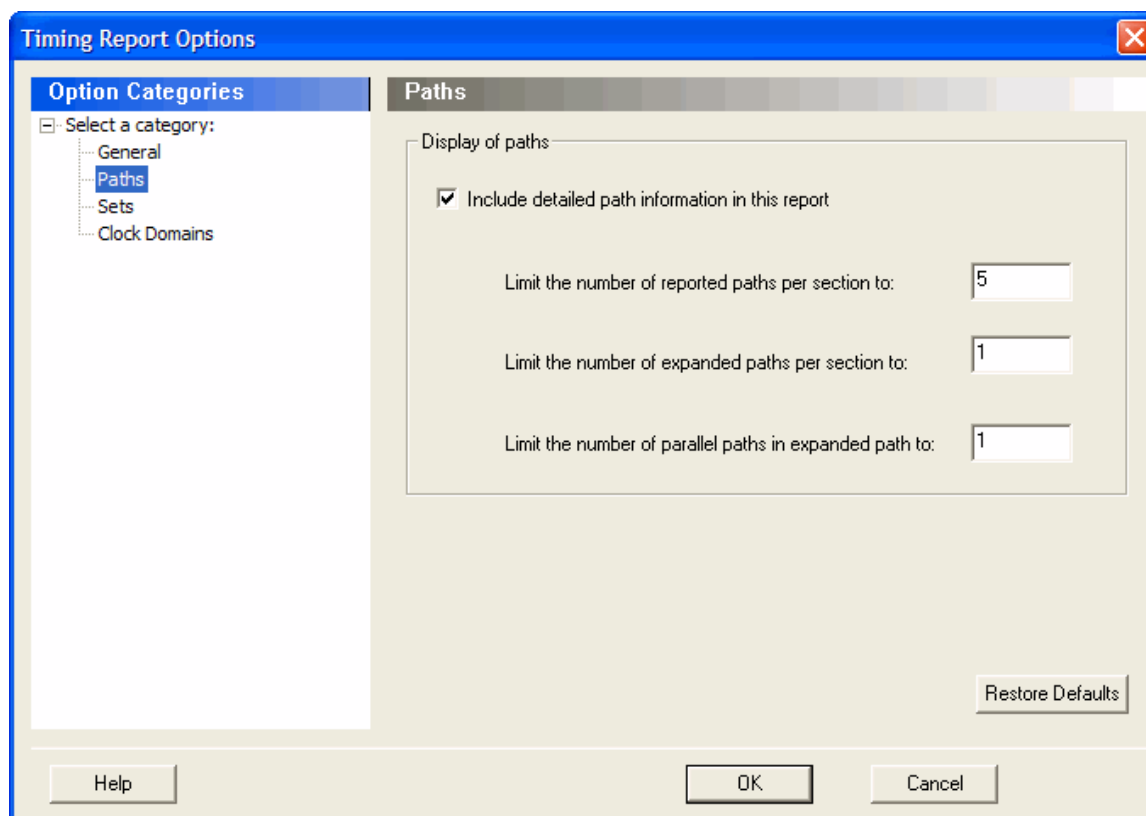 Timing Report Options
Option Categories
Select a category:
General
Paths
Sets
Clock Domains
Paths
Display of paths
Include detailed path information in this report
Limit the number of reported paths per section to:
5
Limit the number of expanded paths per section to:
1
Limit the number of parallel paths in expanded path to:
1
Restore Defaults
Help
OK
Cancel